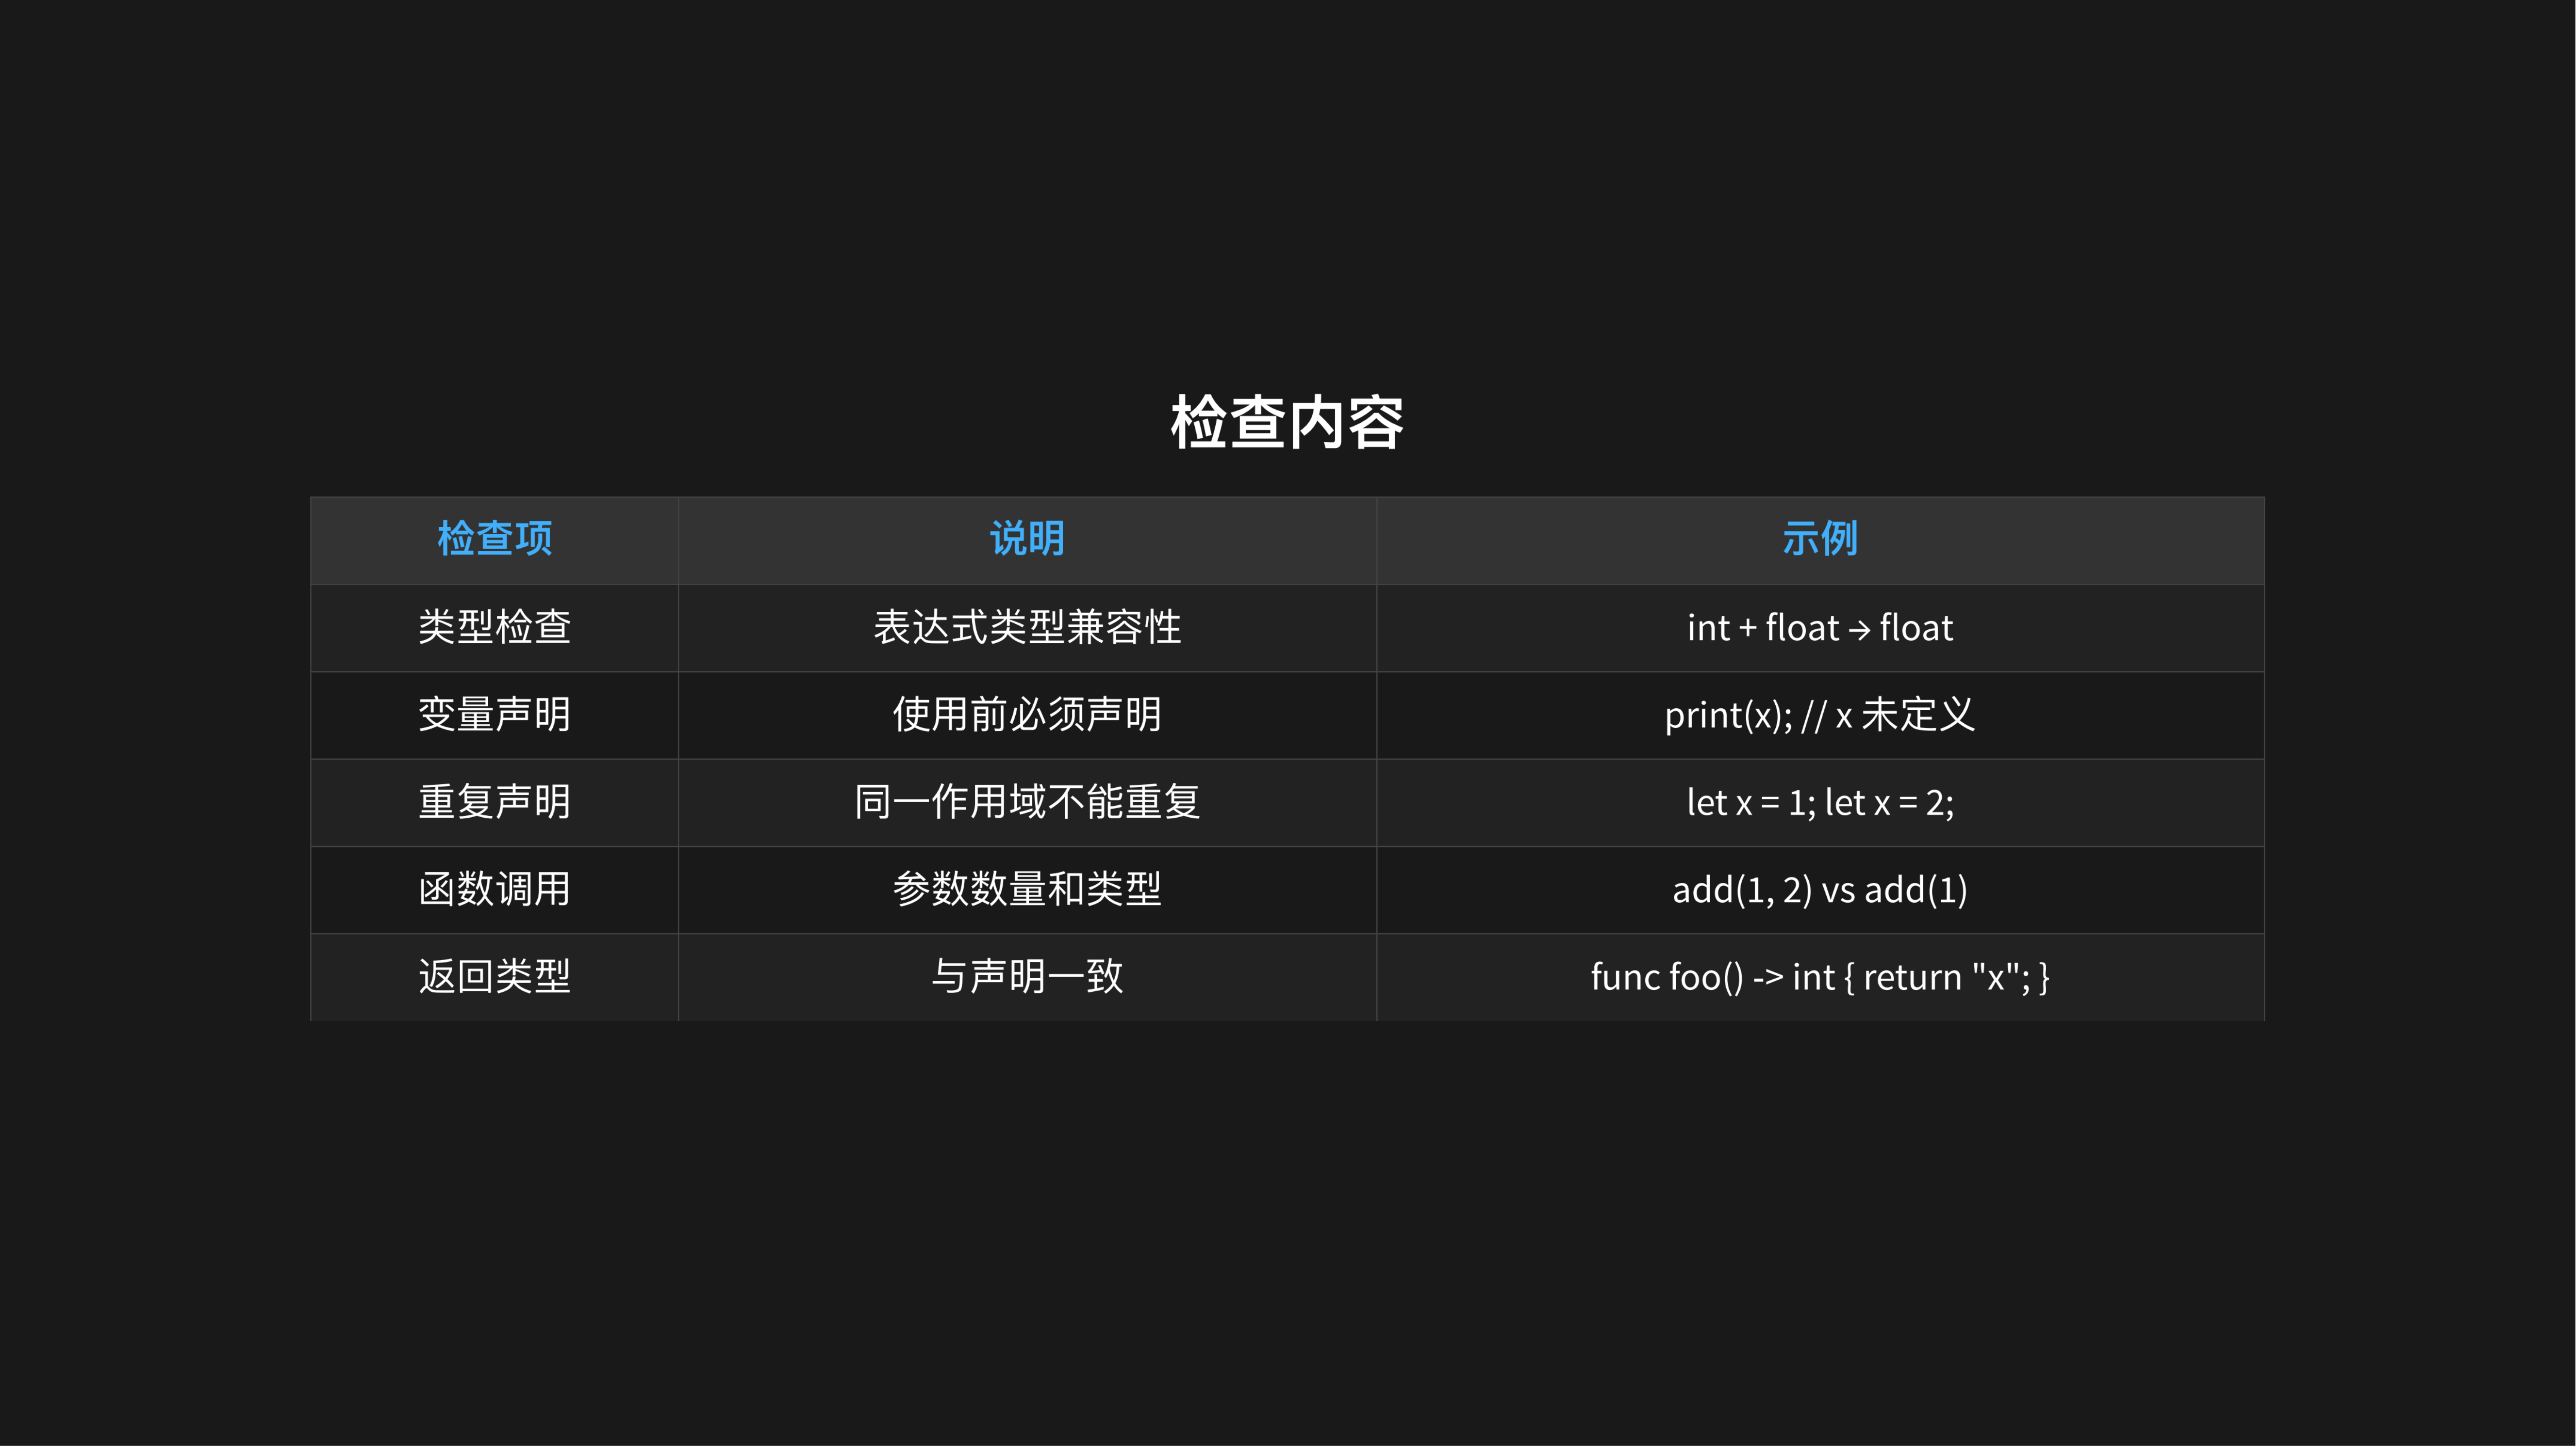 检查内容
检查项 说明 示例
类型检查 表达式类型兼容性 int + float → float
变量声明 使用前必须声明 print(x); // x 未定义
重复声明 同一作用域不能重复 let x = 1; let x = 2;
函数调用 参数数量和类型 add(1, 2) vs add(1)
返回类型 与声明一致 func foo() -> int { return "x"; }